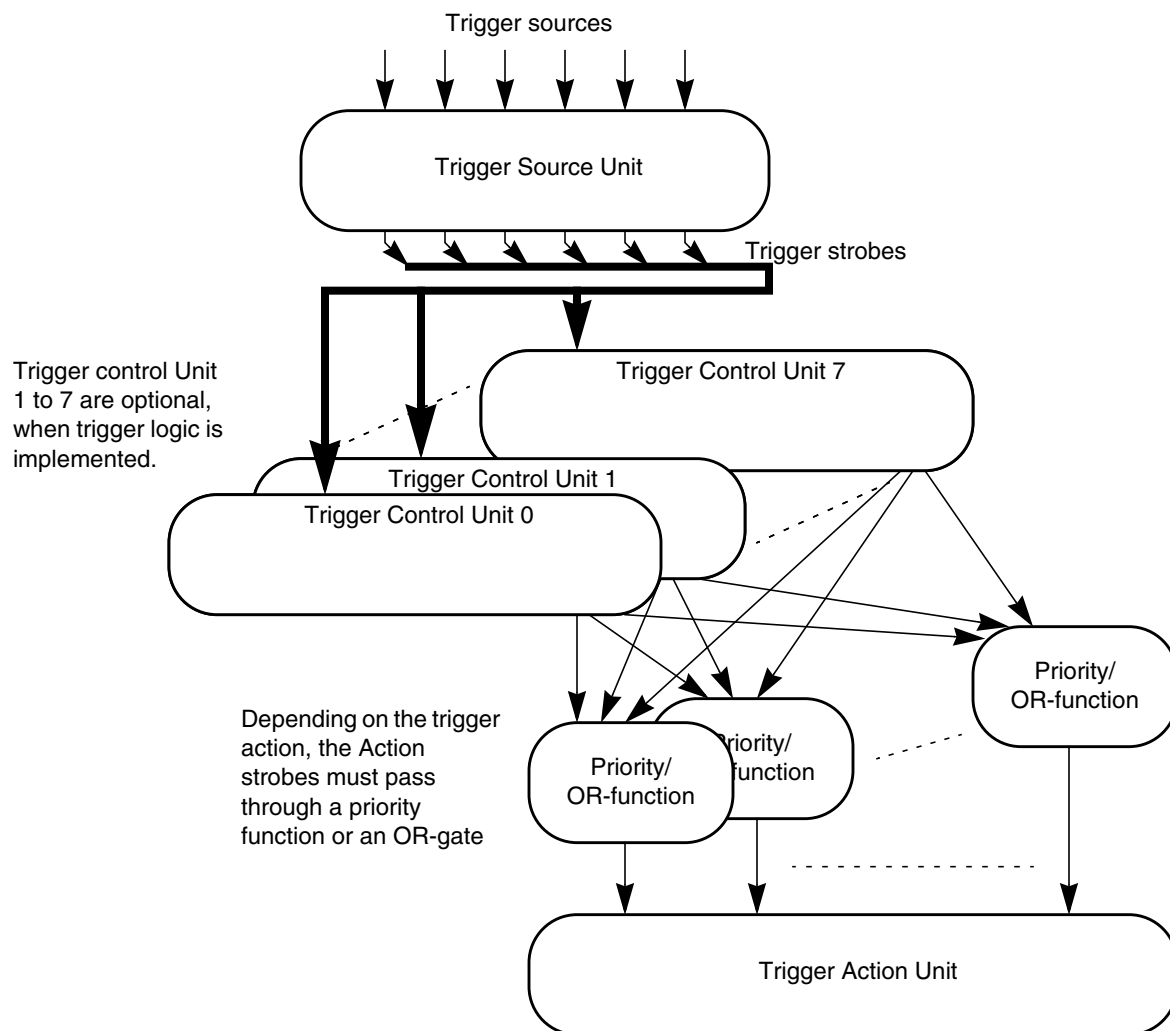 Trigger sources
Trigger Source Unit
Trigger strobes
Trigger control Unit
1 to 7 are optional,
when trigger logic is
implemented.
Trigger Control Unit 7
Trigger Control Unit 1
Trigger Control Unit 0
Priority/
OR-function
Depending on the trigger
action, the Action
strobes must pass
through a priority
function or an OR-gate
Priority/
OR-function
riority/
function
Trigger Action Unit